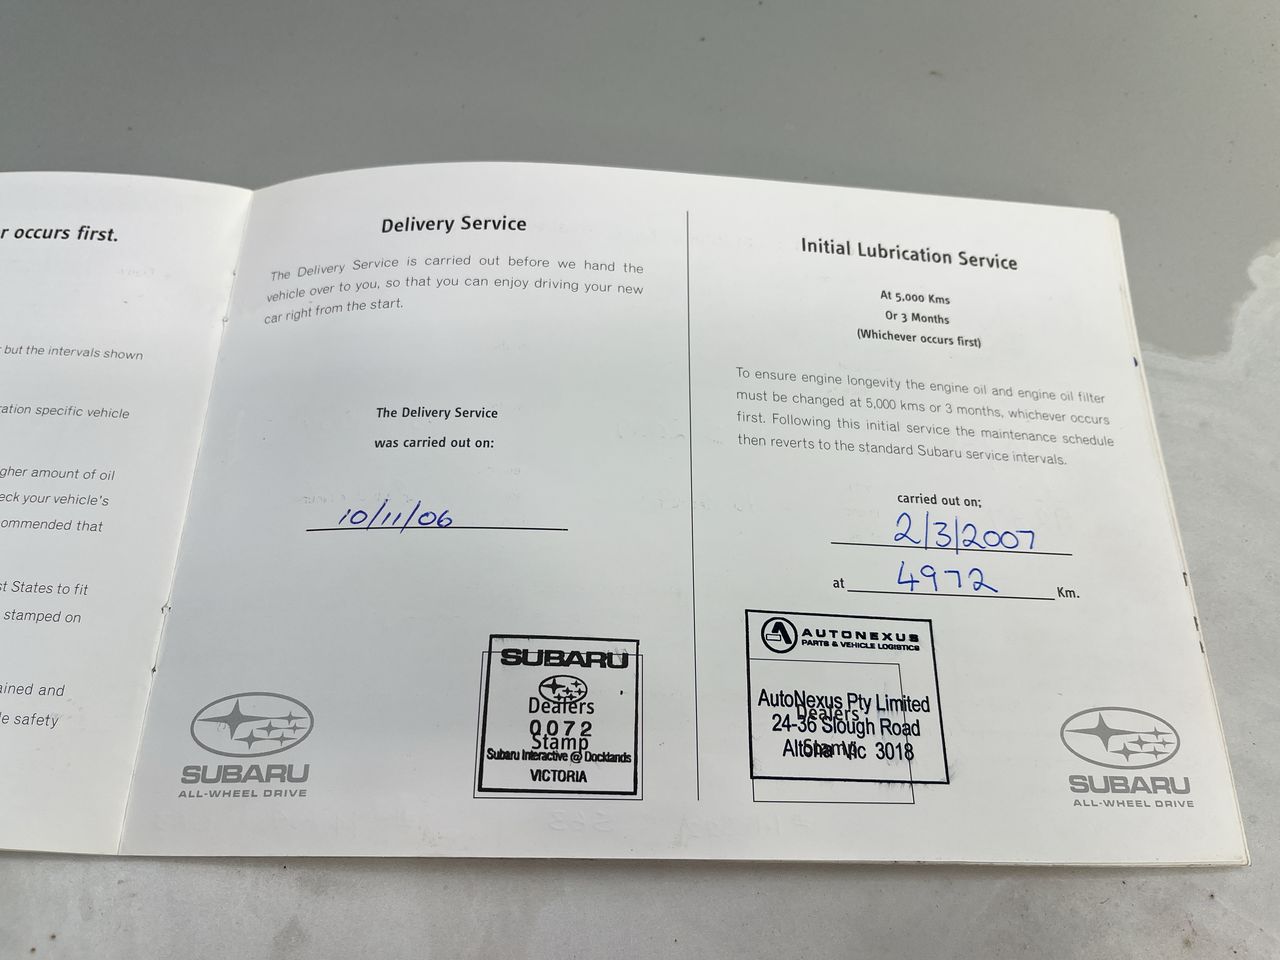 r occurs first.
but the intervals shown
ation specific vehicle
gher amount of oil
eck your vehicle's
ommended that
st States to fit
stamped on
ained and
le safety
Delivery Service
The Delivery Service is carried out before we hand the
vehicle over to you, so that you can enjoy driving your new
car right from the start.
The Delivery Service
was carried out on:
10/11/06
SUBARU
Dealers
0072
Stamp
Subaru Interactive @ Docklands
VICTORIA
SUBARU
ALL-WHEEL DRIVE
Initial Lubrication Service
At 5,000 Kms
Or 3 Months
(Whichever occurs first)
To ensure engine longevity the engine oil and engine oil filter
must be changed at 5,000 kms or 3 months, whichever occurs
first. Following this initial service the maintenance schedule
then reverts to the standard Subaru service intervals.
carried out on;
2/3/2007
at 4972 Km.
AUTONEXUS
PARTS & VEHICLE LOGISTICS
AutoNexus Pty Limited
Dealers
24-36 Slough Road
Altona Vic 3018
Stamp
SUBARU
ALL-WHEEL DRIVE